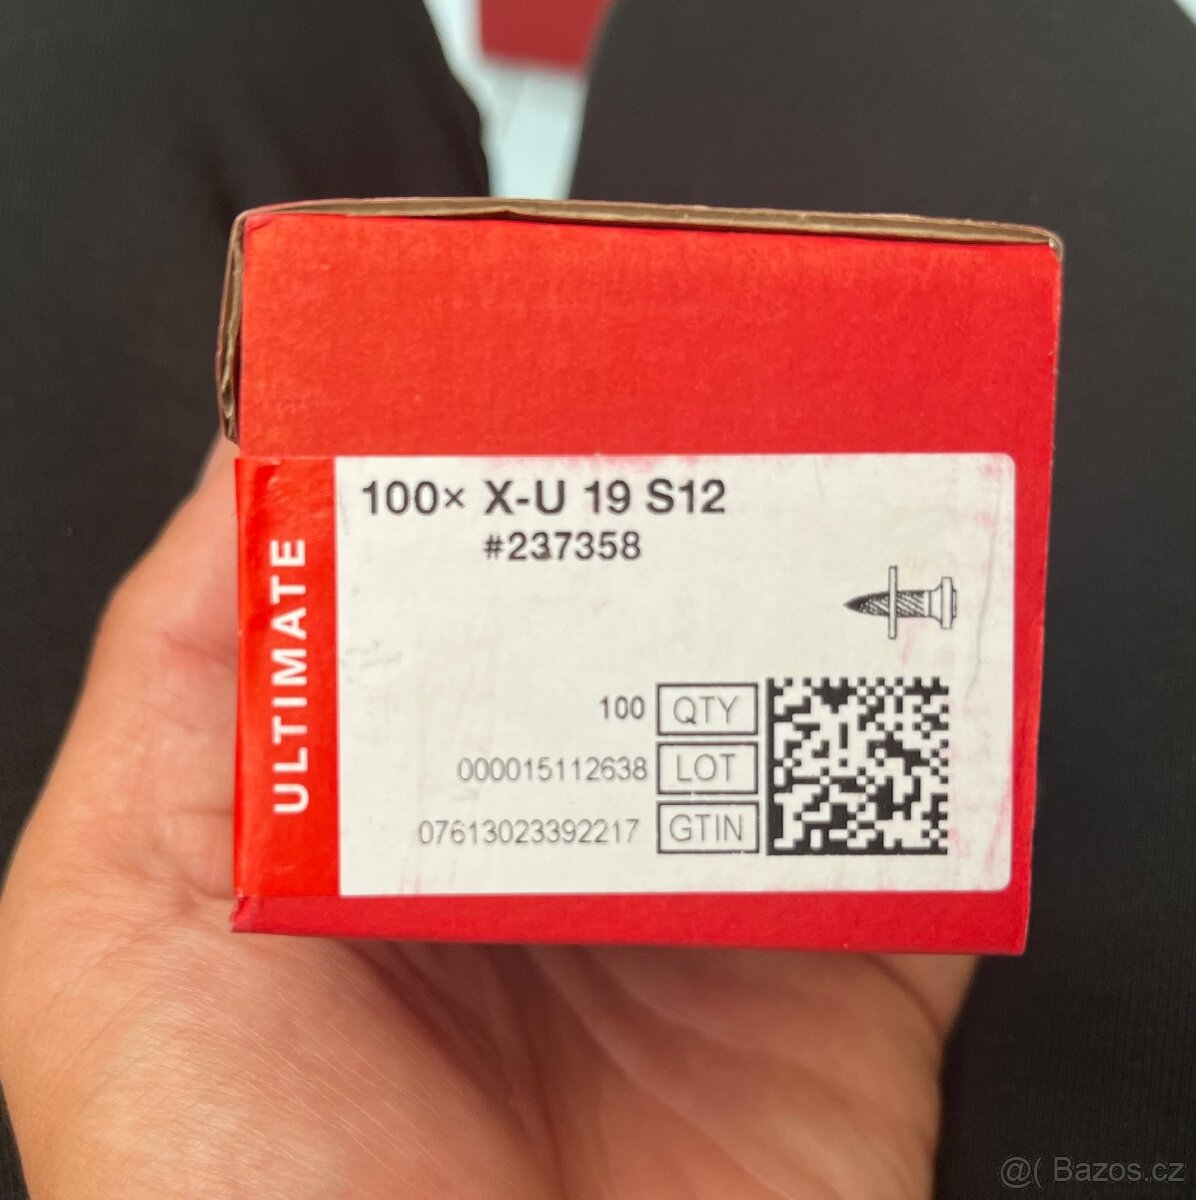 ULTIMATE
100× X-U 19 S12
#237358
100 QTY
000015112638 LOT
07613023392217 GTIN
@( Bazos.cz